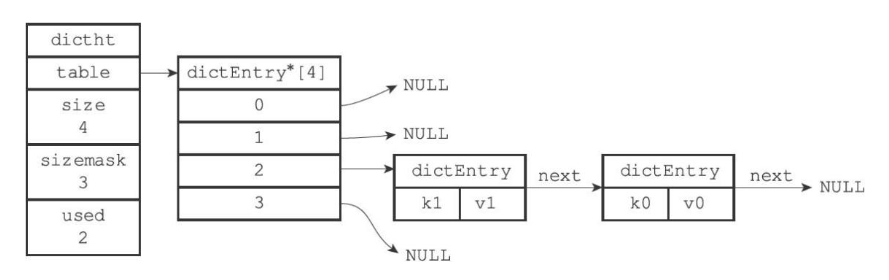 dictht
table
size
4
sizemask
3
used
2
dictEntry*[4]
0
1
2
3
NULL
NULL
dictEntry
k1 v1
next
dictEntry
k0 v0
next
NULL
NULL